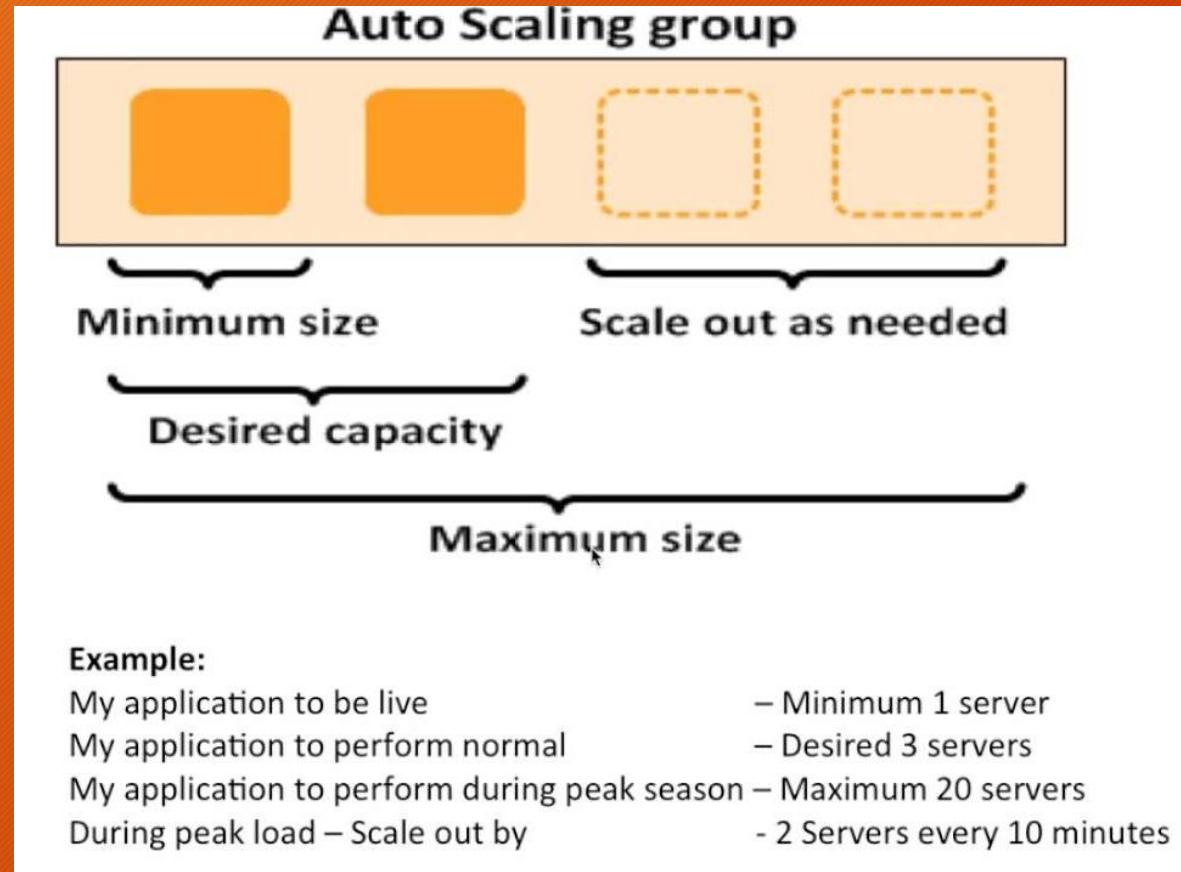 Auto Scaling group
Minimum size
Scale out as needed
Desired capacity
Maximum size
Example:
My application to be live – Minimum 1 server
My application to perform normal – Desired 3 servers
My application to perform during peak season – Maximum 20 servers
During peak load – Scale out by - 2 Servers every 10 minutes